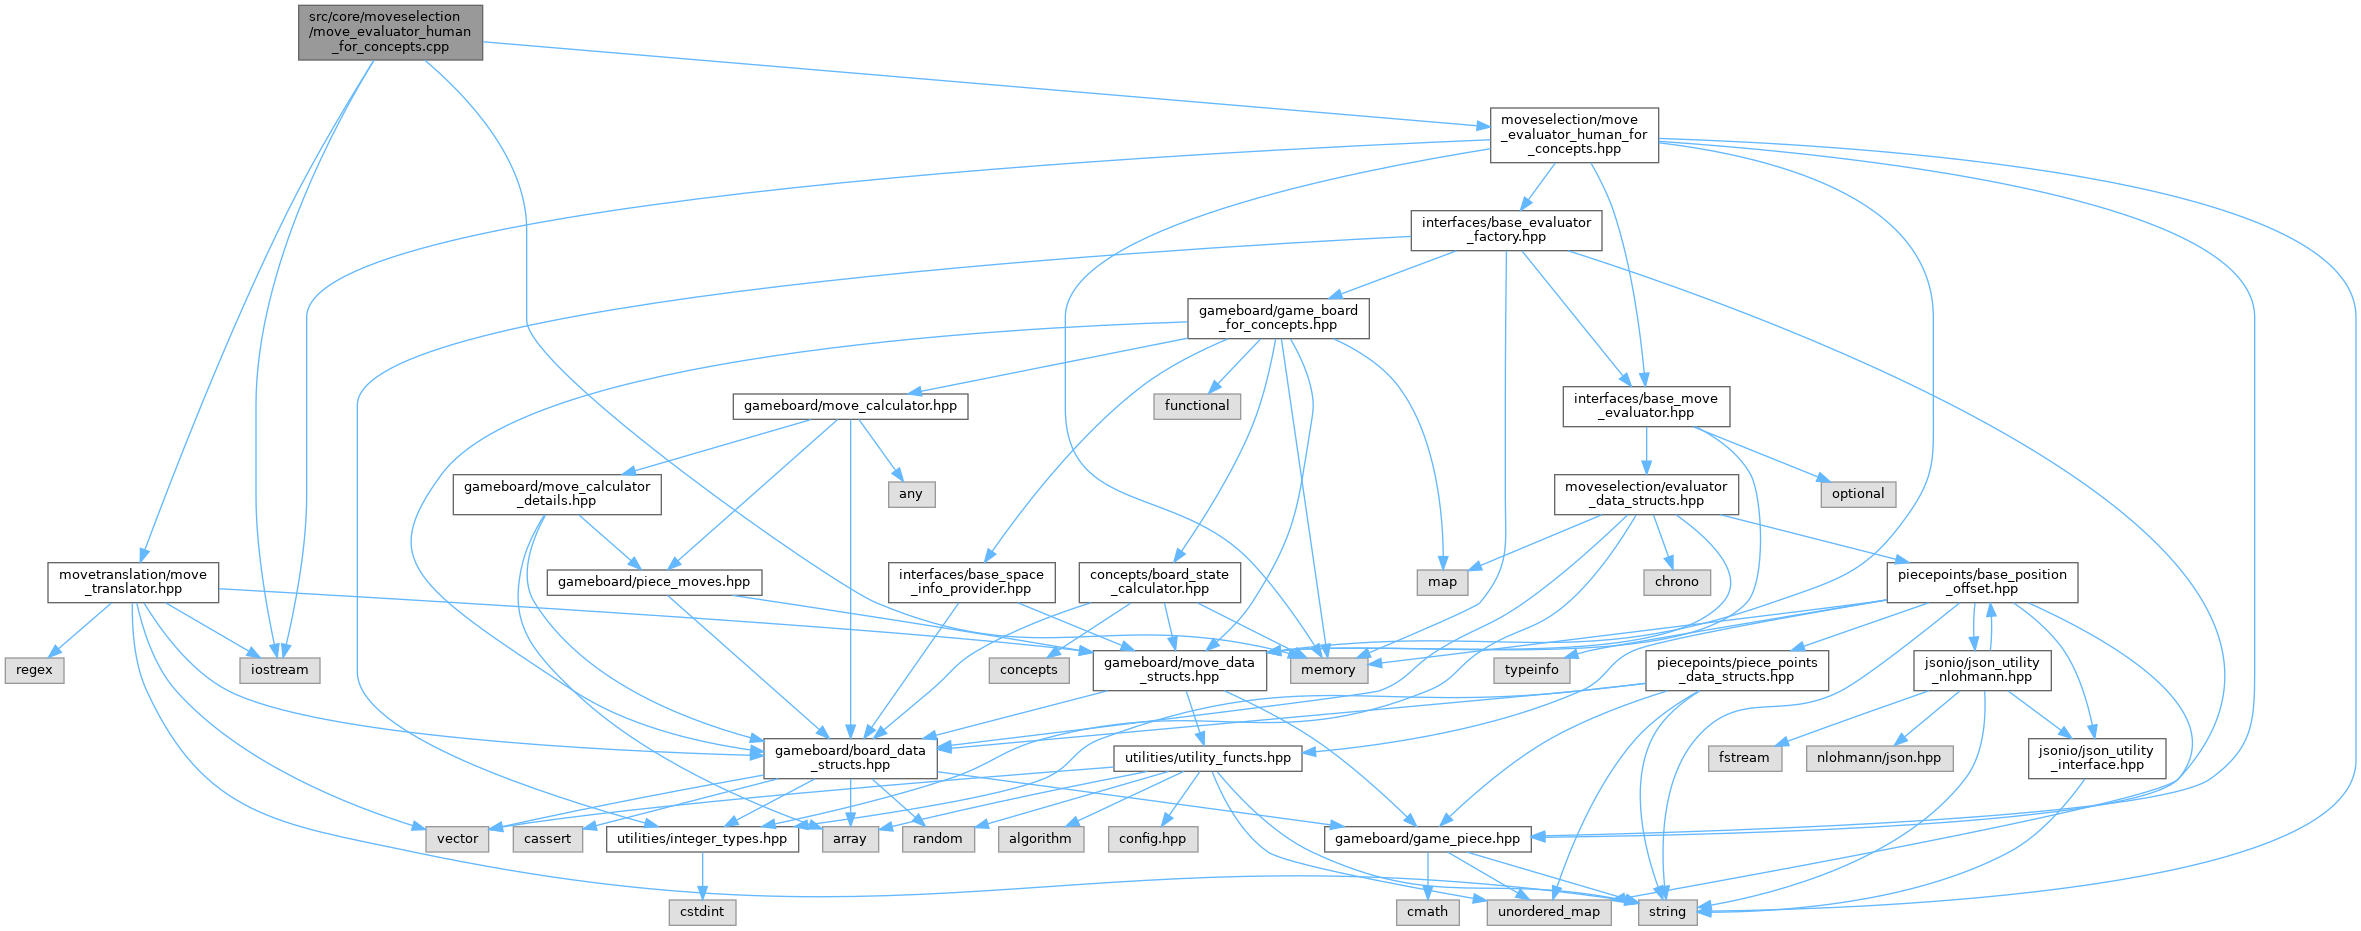 src/core/moveselection
/move_evaluator_human
_for_concepts.cpp
moveselection/move
_evaluator_human_for
_concepts.hpp
interfaces/base_evaluator
_factory.hpp
gameboard/game_board
_for_concepts.hpp
gameboard/move_calculator.hpp
functional
interfaces/base_move
_evaluator.hpp
gameboard/move_calculator
_details.hpp
any
moveselection/evaluator
_data_structs.hpp
optional
movetranslation/move
_translator.hpp
gameboard/piece_moves.hpp
interfaces/base_space
_info_provider.hpp
concepts/board_state
_calculator.hpp
map
chrono
piecepoints/base_position
_offset.hpp
regex
iostream
concepts
gameboard/move_data
_structs.hpp
memory
typeinfo
piecepoints/piece_points
_data_structs.hpp
jsonio/json_utility
_nlohmann.hpp
gameboard/board_data
_structs.hpp
utilities/utility_functs.hpp
fstream
nlohmann/json.hpp
jsonio/json_utility
_interface.hpp
vector
cassert
utilities/integer_types.hpp
array
random
algorithm
config.hpp
gameboard/game_piece.hpp
cstdint
cmath
unordered_map
string